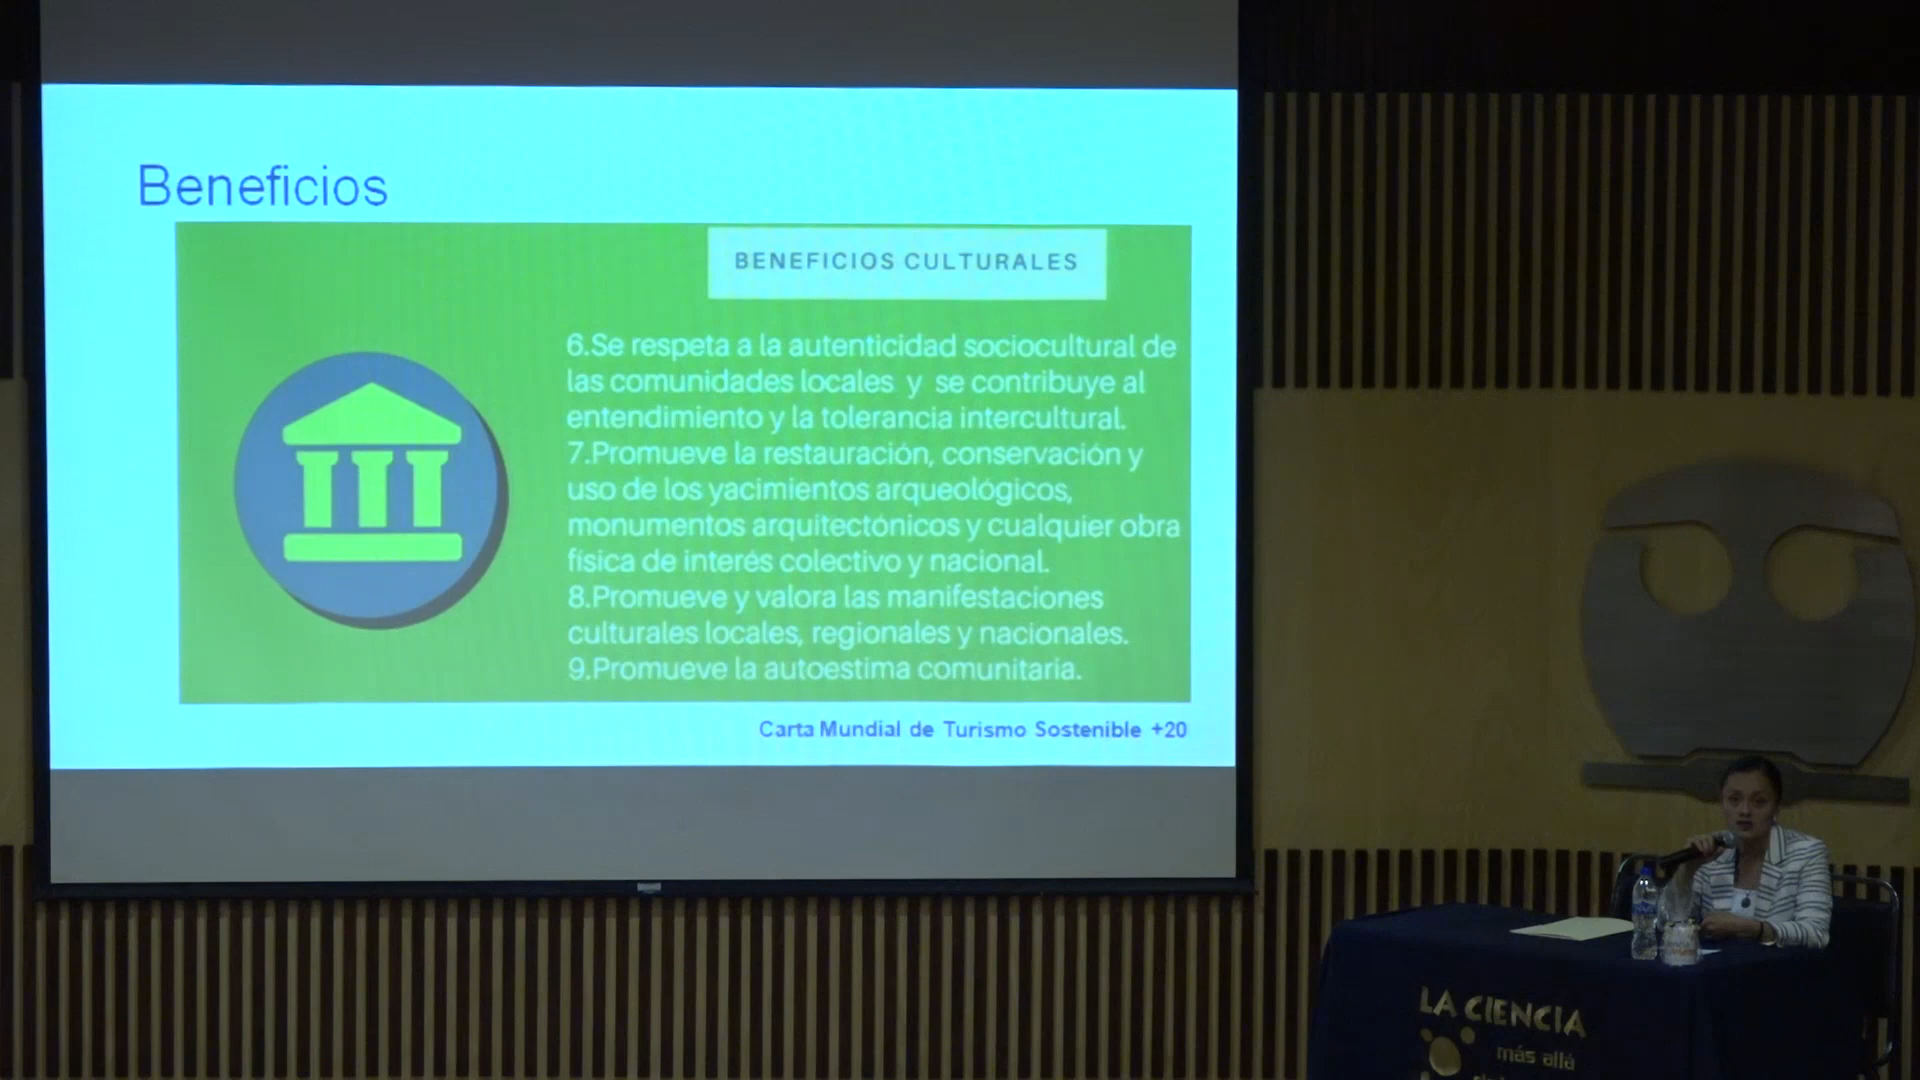 Beneficios
BENEFICIOS CULTURALES
6.Se respeta a la autenticidad sociocultural de
las comunidades locales y se contribuye al
entendimiento y la tolerancia intercultural.
7.Promueve la restauración, conservación y
uso de los yacimientos arqueológicos,
monumentos arquitectónicos y cualquier obra
física de interés colectivo y nacional.
8.Promueve y valora las manifestaciones
culturales locales, regionales y nacionales.
9.Promueve la autoestima comunitaria.
Carta Mundial de Turismo Sostenible +20
LA CIENCIA
más allá